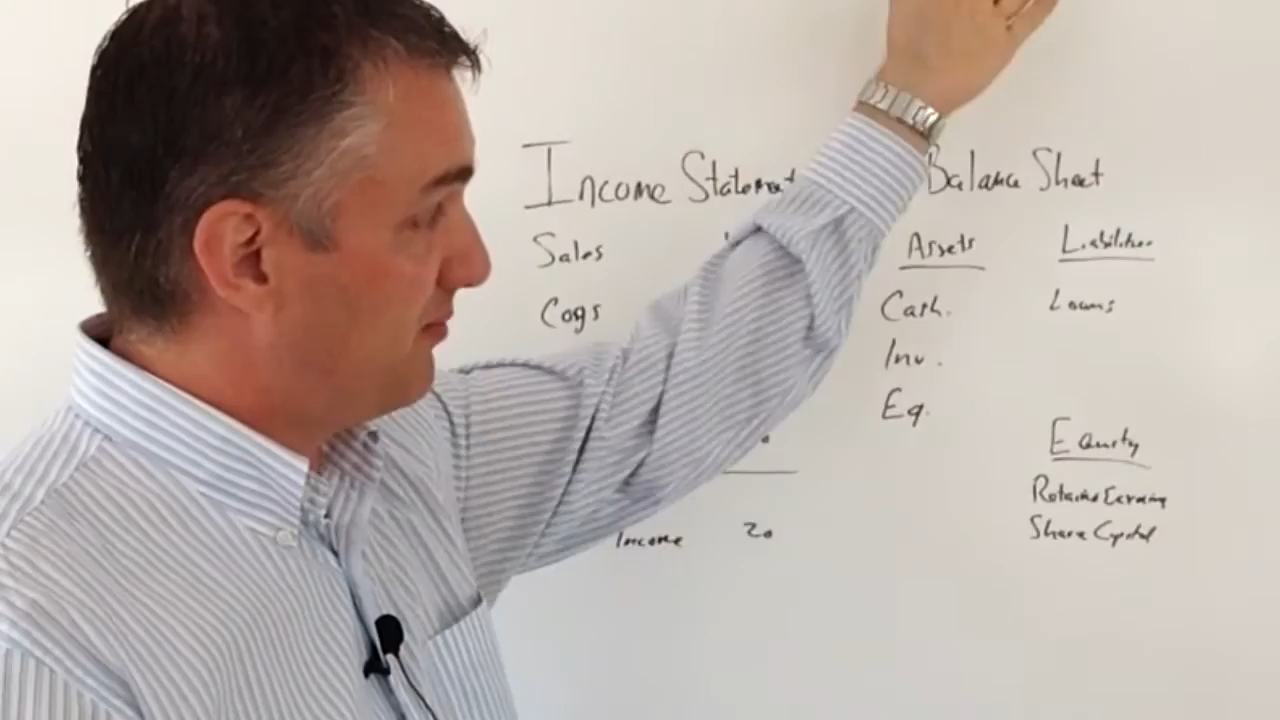 Income Statement
Sales
Cogs
Income 20
Balance Sheet
Assets
Cash.
Inv.
Eq.
Liabilities
Loans
Equity
Retained Earning
Share Capital